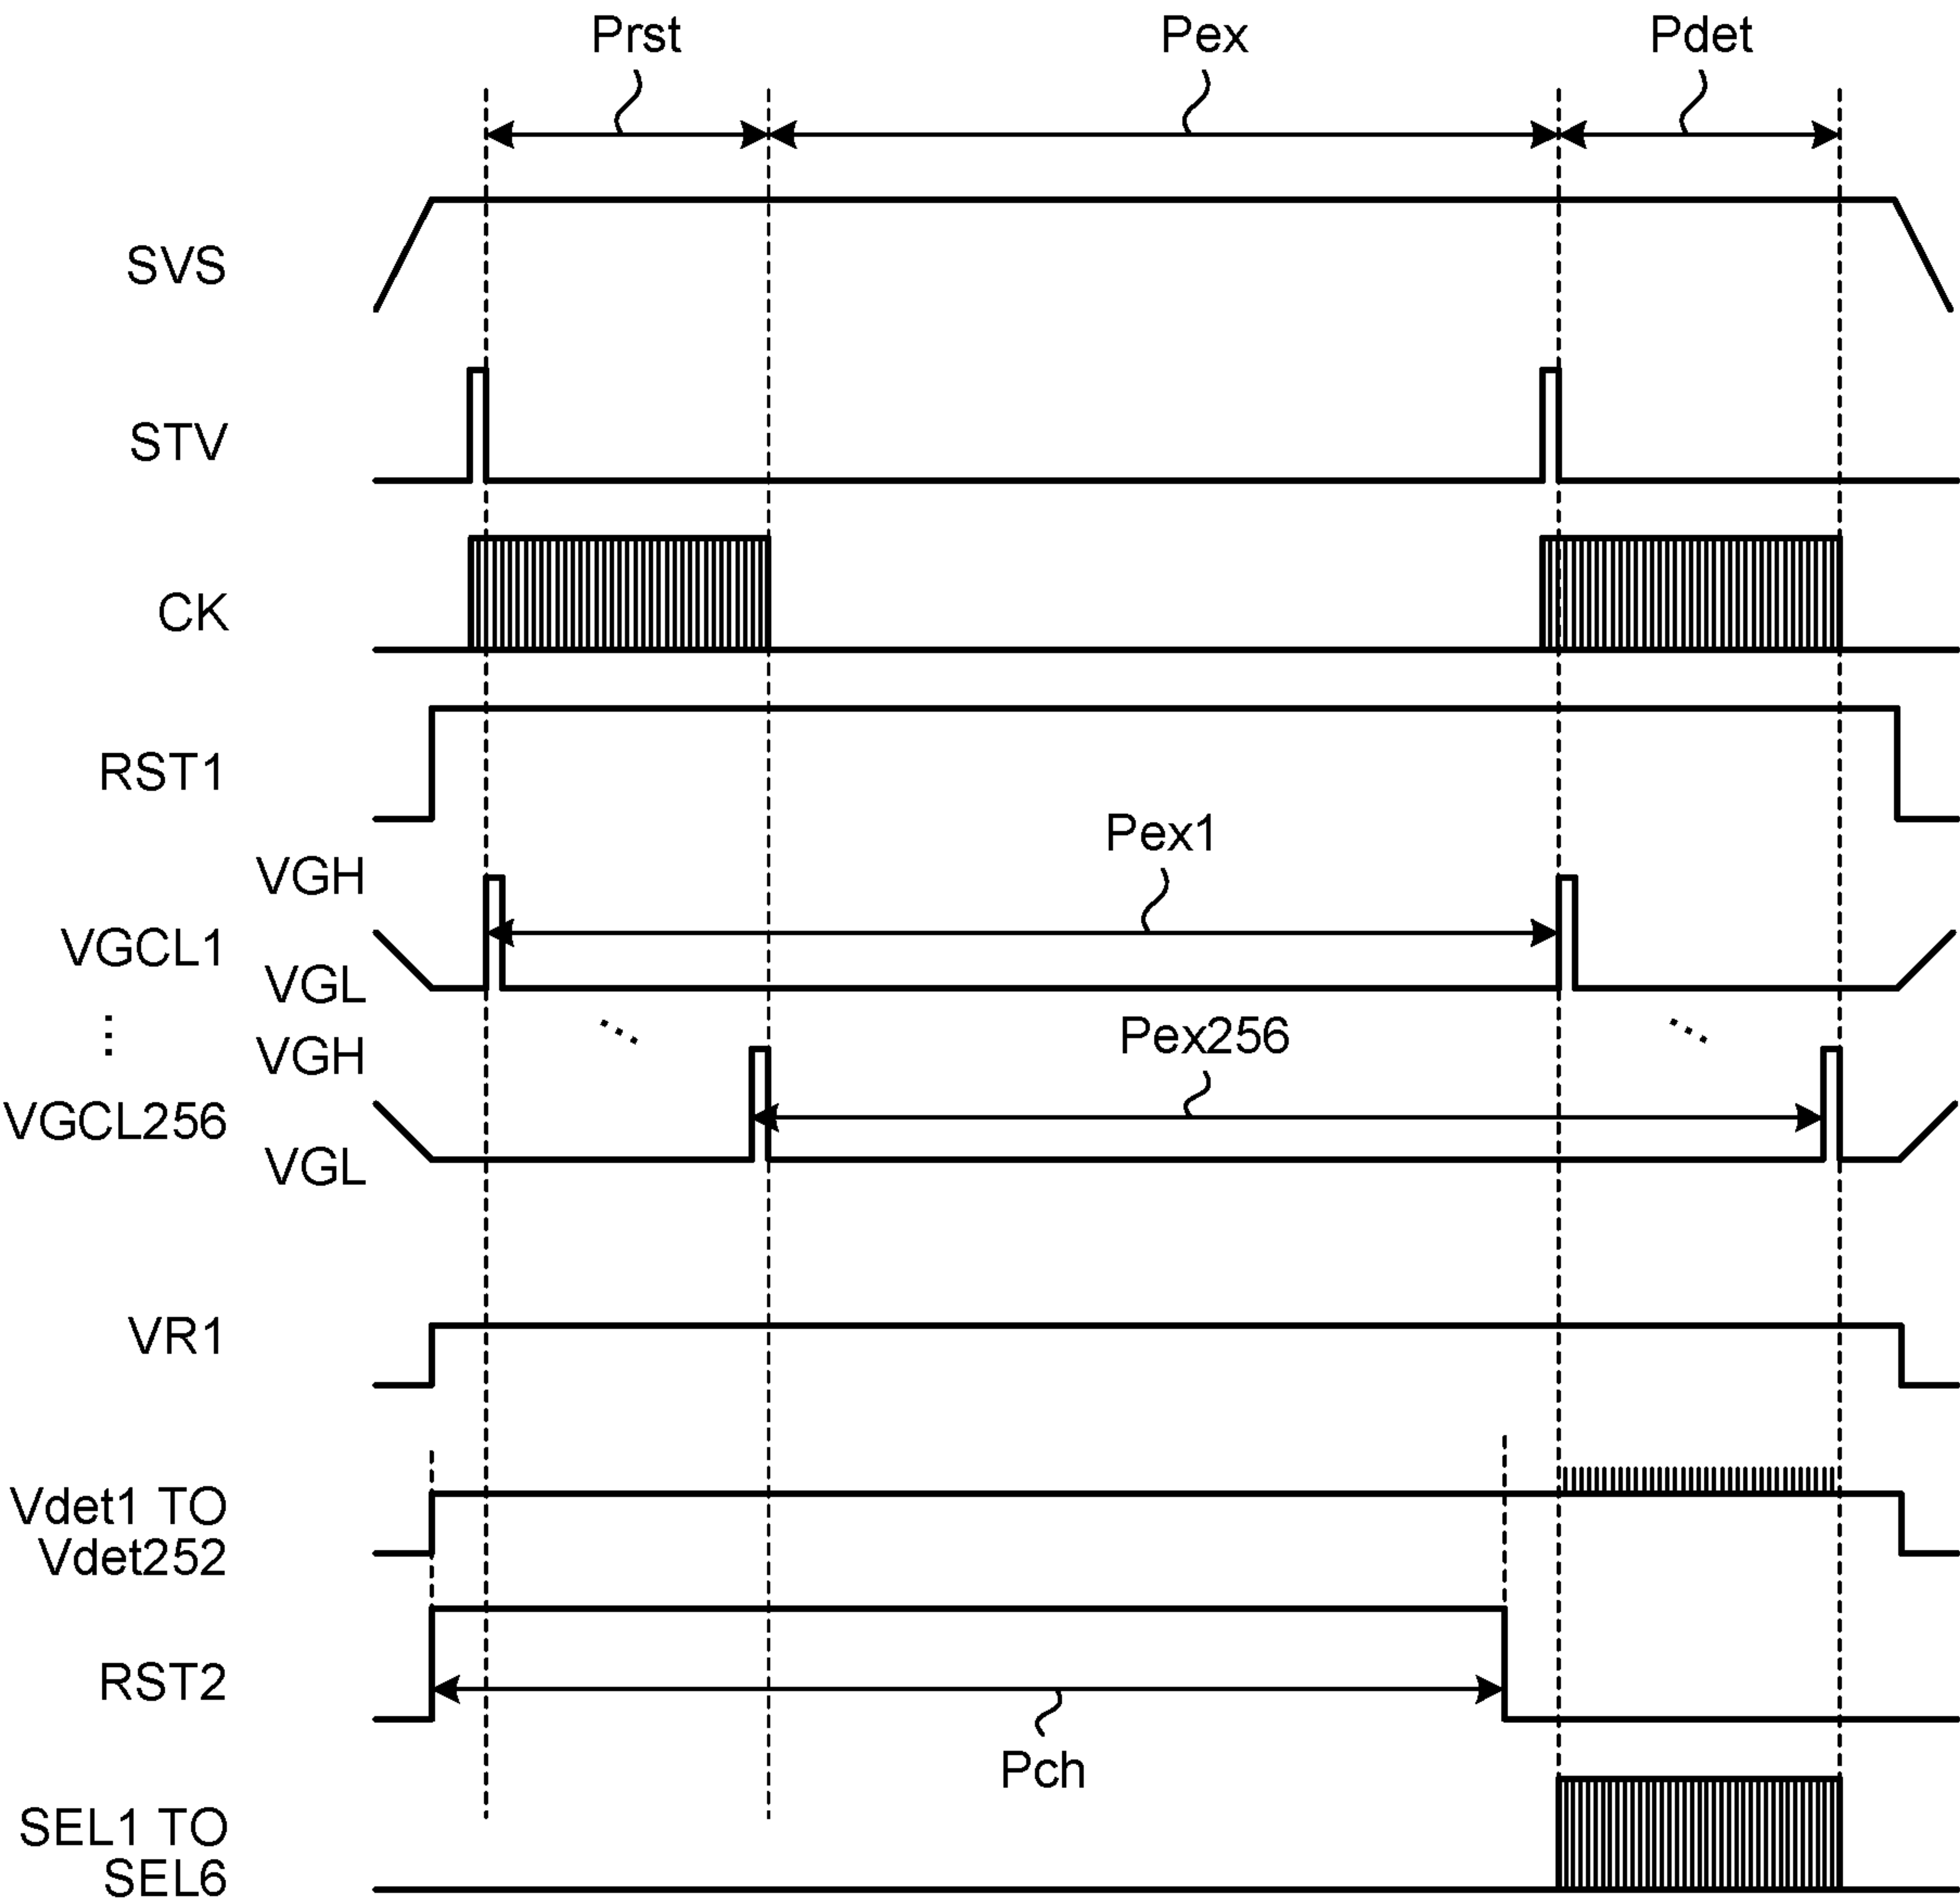 Prst
Pex
Pdet
SVS
STV
CK
RST1
Pex1
VGH
VGCL1
VGL
Pex256
VGH
VGCL256
VGL
VR1
Vdet1 TO
Vdet252
RST2
Pch
SEL1 TO
SEL6